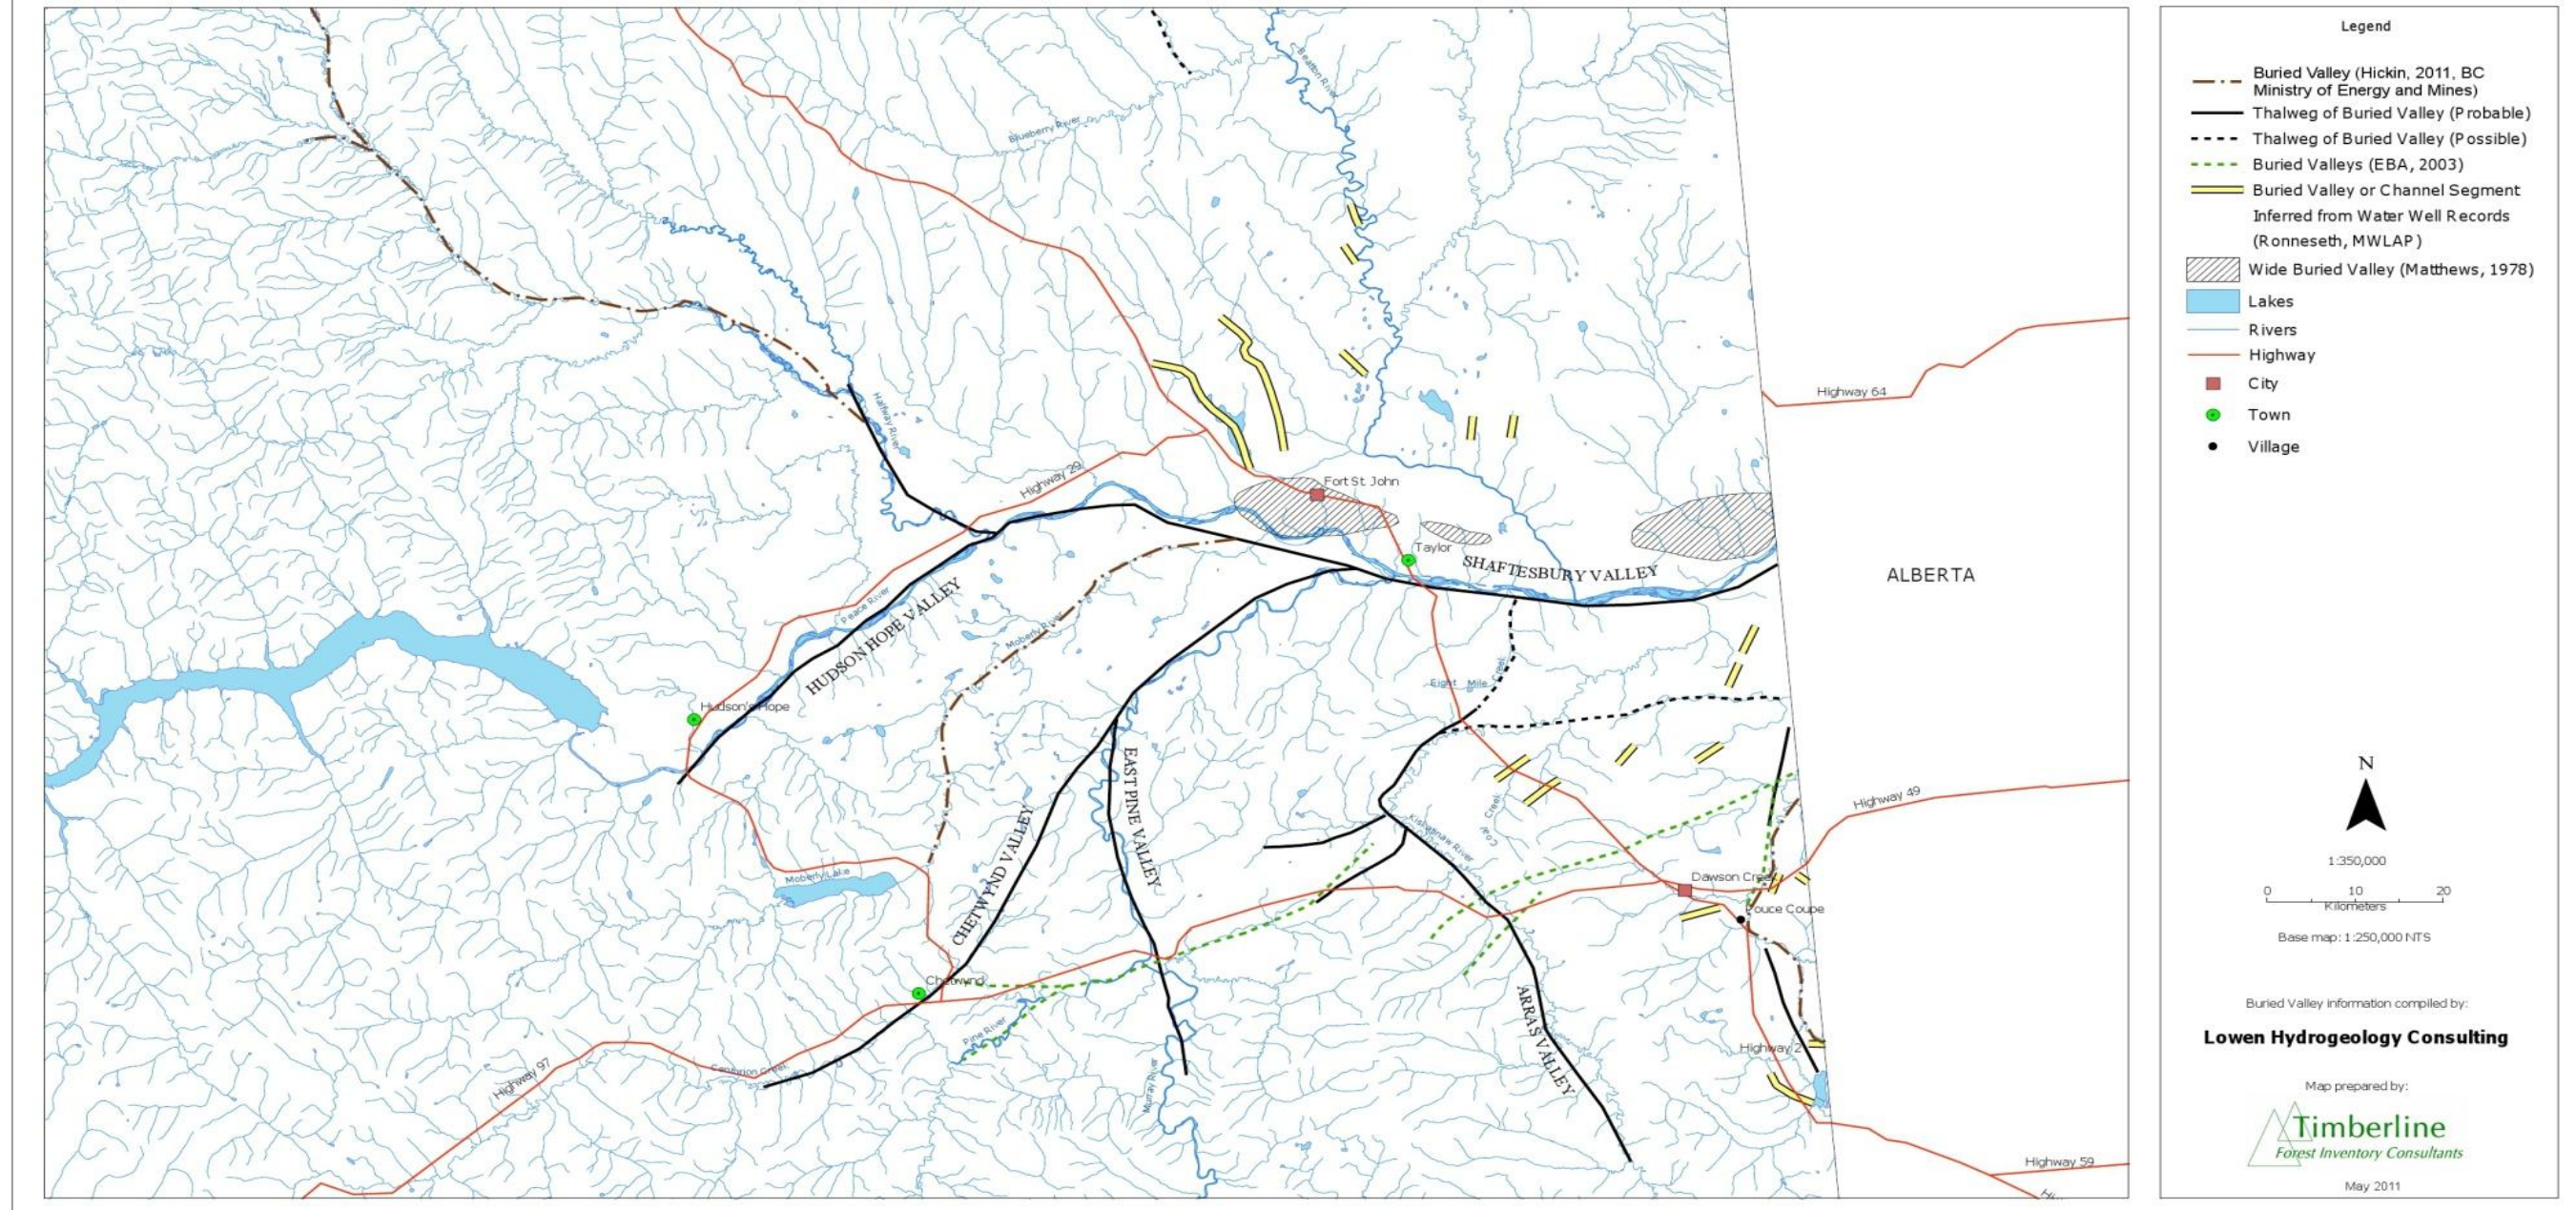 Beatton River
Blueberry River
Halfway River
Highway 64
Highway 29
Fort St. John
Taylor
SHAFTESBURY VALLEY
ALBERTA
Peace River
HUDSON HOPE VALLEY
Moberly River
Eight Mile Creek
Hudson's Hope
EAST PINE VALLEY
Highway 49
Kiskatinaw River
Coal Creek
CHETWYND VALLEY
Moberly Lake
Dawson Creek
Pouce Coupe
Chetwynd
Pine River
ARRAS VALLEY
Highway 2
Centurion Creek
Highway 97
Murray River
Highway 59
Hi...
Legend
Buried Valley (Hickin, 2011, BC
Ministry of Energy and Mines)
Thalweg of Buried Valley (Probable)
Thalweg of Buried Valley (Possible)
Buried Valleys (EBA, 2003)
Buried Valley or Channel Segment
Inferred from Water Well Records
(Ronneseth, MWLAP)
Wide Buried Valley (Matthews, 1978)
Lakes
Rivers
Highway
City
Town
Village
N
1:350,000
0 10 20
Kilometers
Base map: 1:250,000 NTS
Buried Valley information compiled by:
Lowen Hydrogeology Consulting
Map prepared by:
Timberline
Forest Inventory Consultants
May 2011